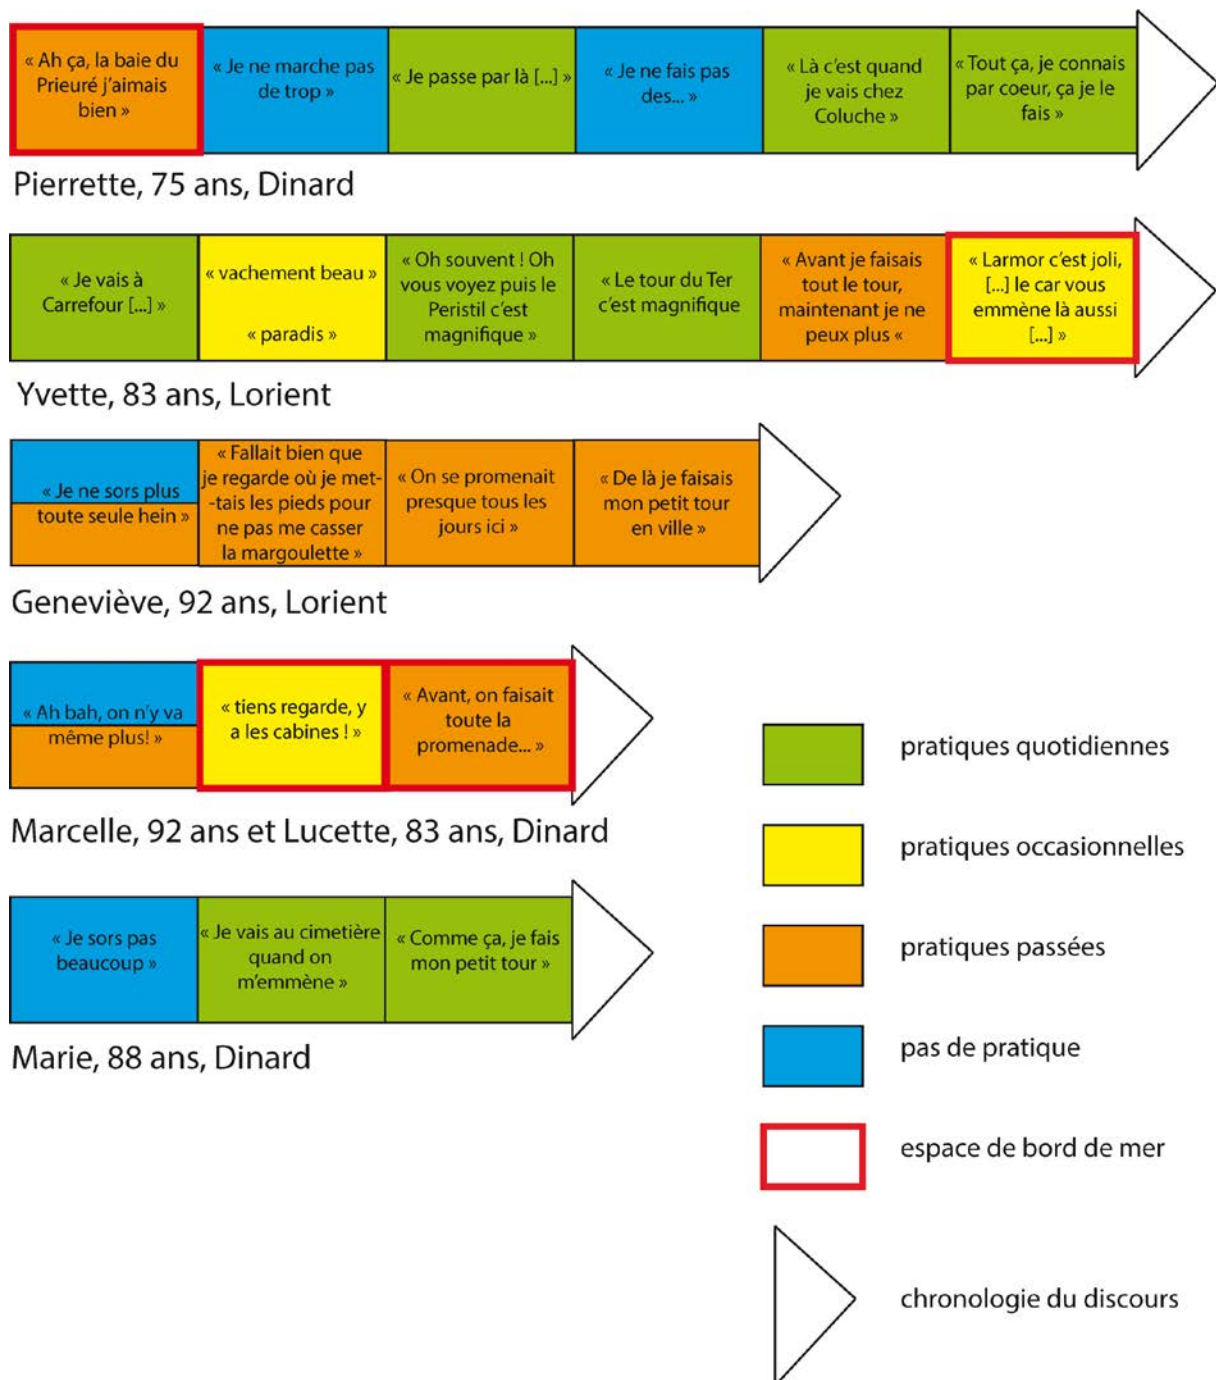 « Ah ça, la baie du
Prieuré j'aimais
bien »
« Je ne marche pas
de trop »
« Je passe par là [...] »
« Je ne fais pas
des... »
« Là c'est quand
je vais chez
Coluche »
« Tout ça, je connais
par coeur, ça je le
fais »
Pierrette, 75 ans, Dinard
« Je vais à
Carrefour [...] »
« vachement beau »
« paradis »
« Oh souvent ! Oh
vous voyez puis le
Peristil c'est
magnifique »
« Le tour du Ter
c'est magnifique
« Avant je faisais
tout le tour,
maintenant je ne
peux plus «
« Larmor c'est joli,
[...] le car vous
emmène là aussi
[...] »
Yvette, 83 ans, Lorient
« Je ne sors plus
toute seule hein »
« Fallait bien que
je regarde où je met-
-tais les pieds pour
ne pas me casser
la margoulette »
« On se promenait
presque tous les
jours ici »
« De là je faisais
mon petit tour
en ville »
Geneviève, 92 ans, Lorient
« Ah bah, on n'y va
même plus! »
« tiens regarde, y
a les cabines ! »
« Avant, on faisait
toute la
promenade... »
Marcelle, 92 ans et Lucette, 83 ans, Dinard
« Je sors pas
beaucoup »
« Je vais au cimetière
quand on
m'emmène »
« Comme ça, je fais
mon petit tour »
Marie, 88 ans, Dinard
pratiques quotidiennes
pratiques occasionnelles
pratiques passées
pas de pratique
espace de bord de mer
chronologie du discours